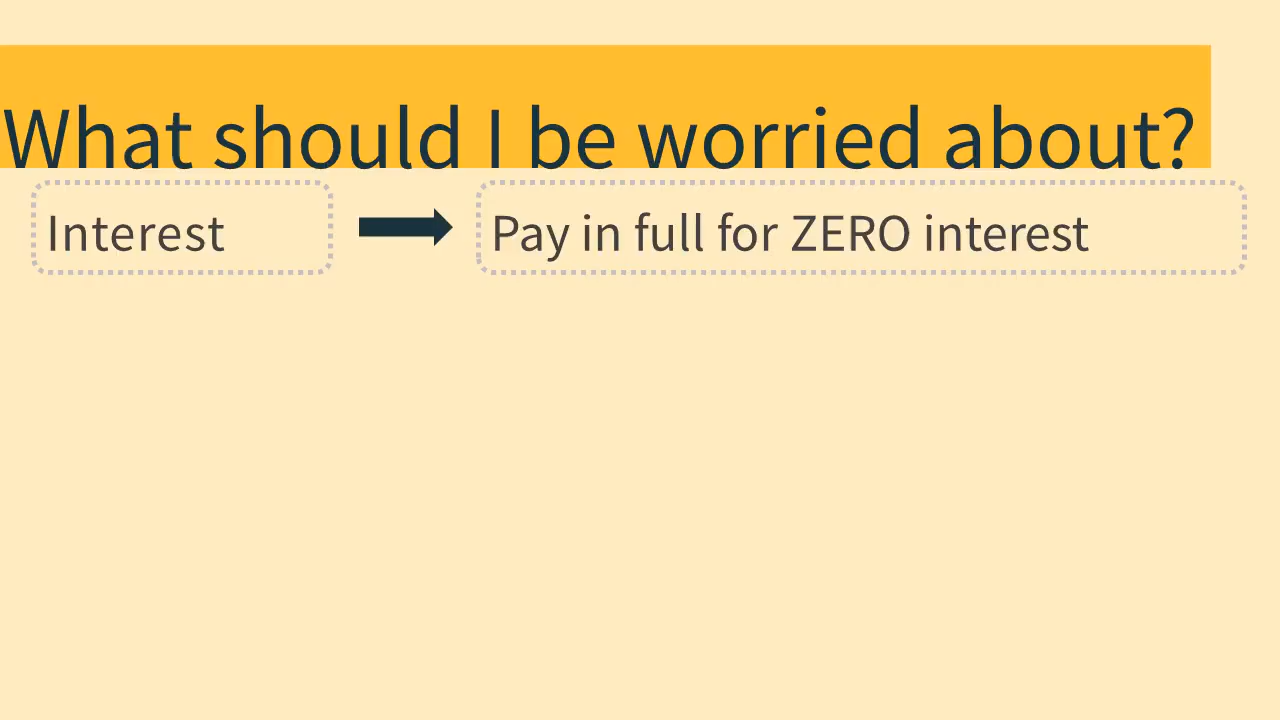 What should I be worried about?
Interest
Pay in full for ZERO interest